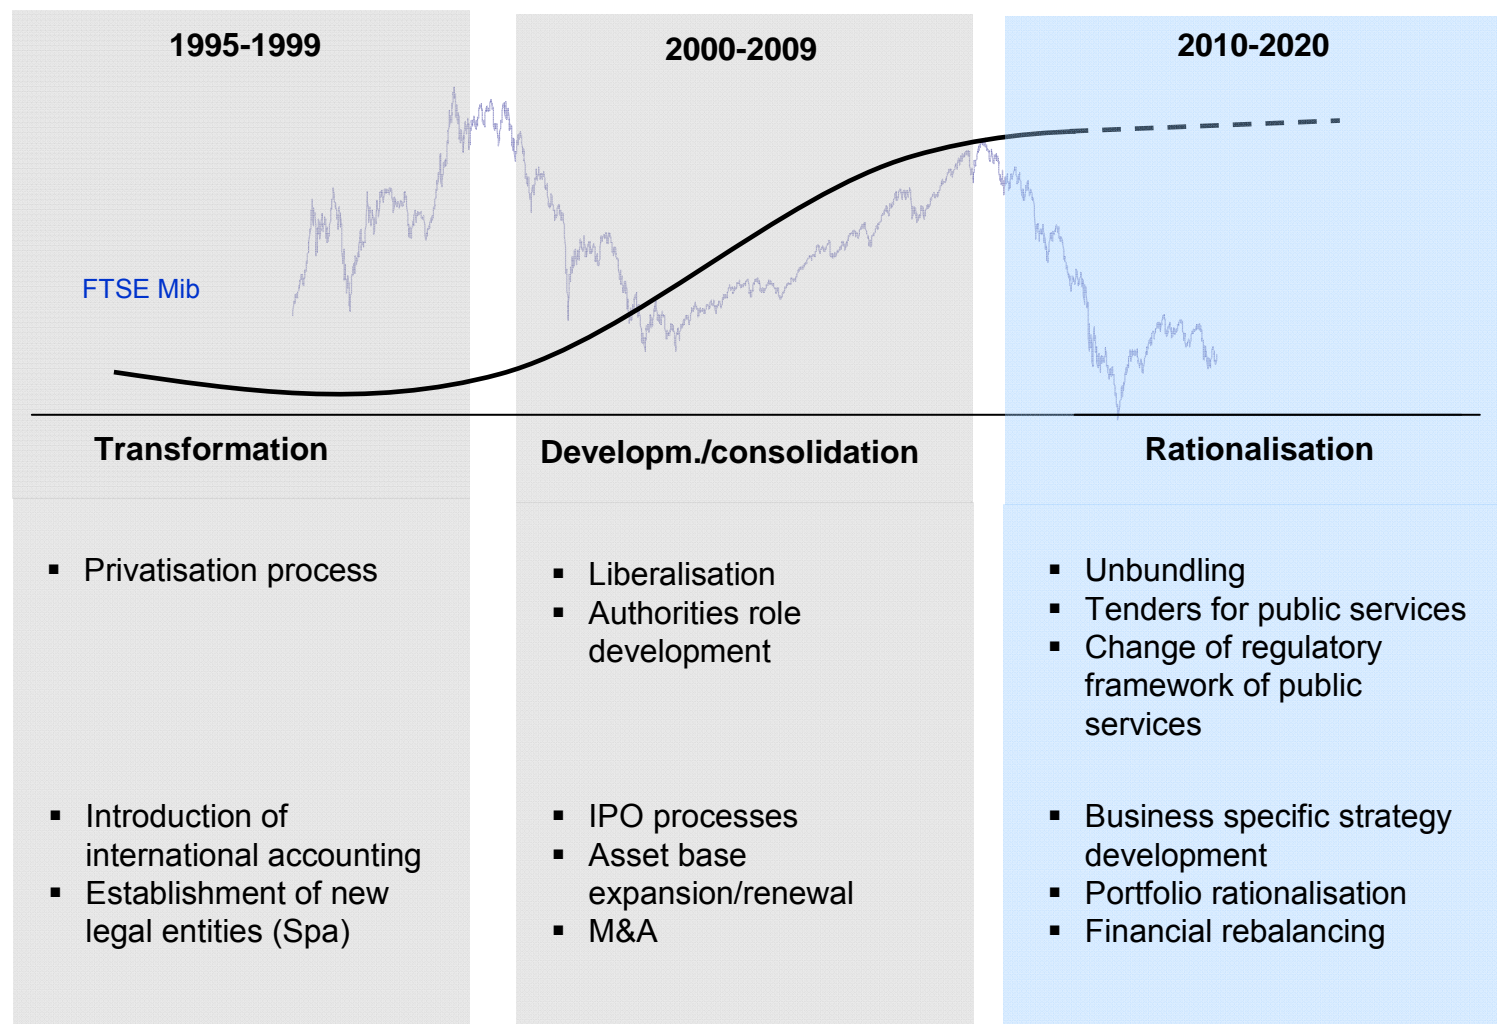 1995-1999
2000-2009
2010-2020
FTSE Mib
Transformation
Developm./consolidation
Rationalisation
▪ Privatisation process
▪ Liberalisation
▪ Authorities role
development
▪ Unbundling
▪ Tenders for public services
▪ Change of regulatory
framework of public
services
▪ Introduction of
international accounting
▪ Establishment of new
legal entities (Spa)
▪ IPO processes
▪ Asset base
expansion/renewal
▪ M&A
▪ Business specific strategy
development
▪ Portfolio rationalisation
▪ Financial rebalancing